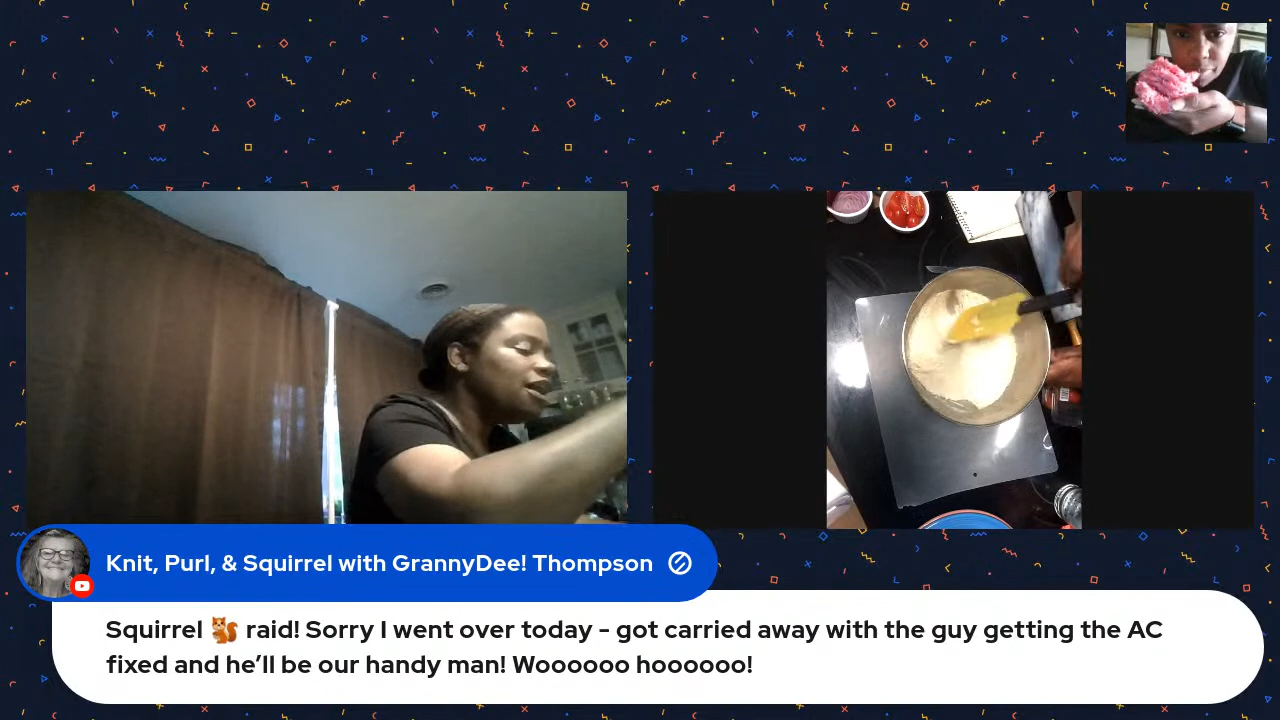 Knit, Purl, & Squirrel with GrannyDee! Thompson
Squirrel 🐿️ raid! Sorry I went over today - got carried away with the guy getting the AC
fixed and he’ll be our handy man! Woooooo hoooooo!